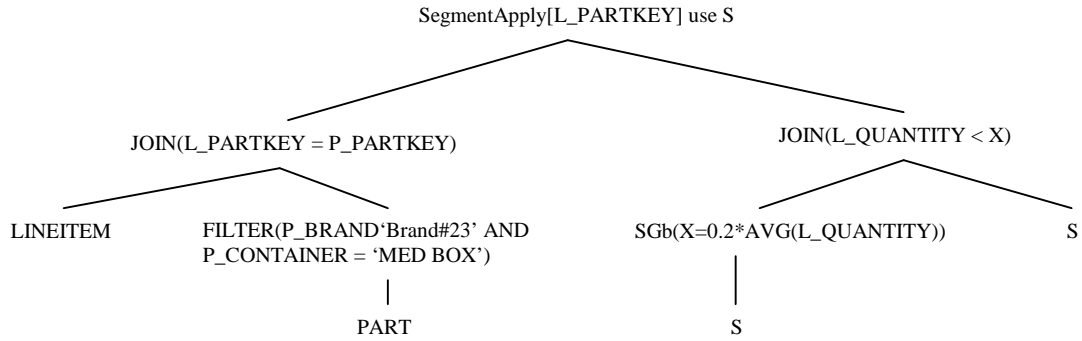 SegmentApply[L_PARTKEY] use S
JOIN(L_PARTKEY = P_PARTKEY)
JOIN(L_QUANTITY < X)
LINEITEM
FILTER(P_BRAND‘Brand#23’ AND
P_CONTAINER = ‘MED BOX’)
SGb(X=0.2*AVG(L_QUANTITY))
S
PART
S